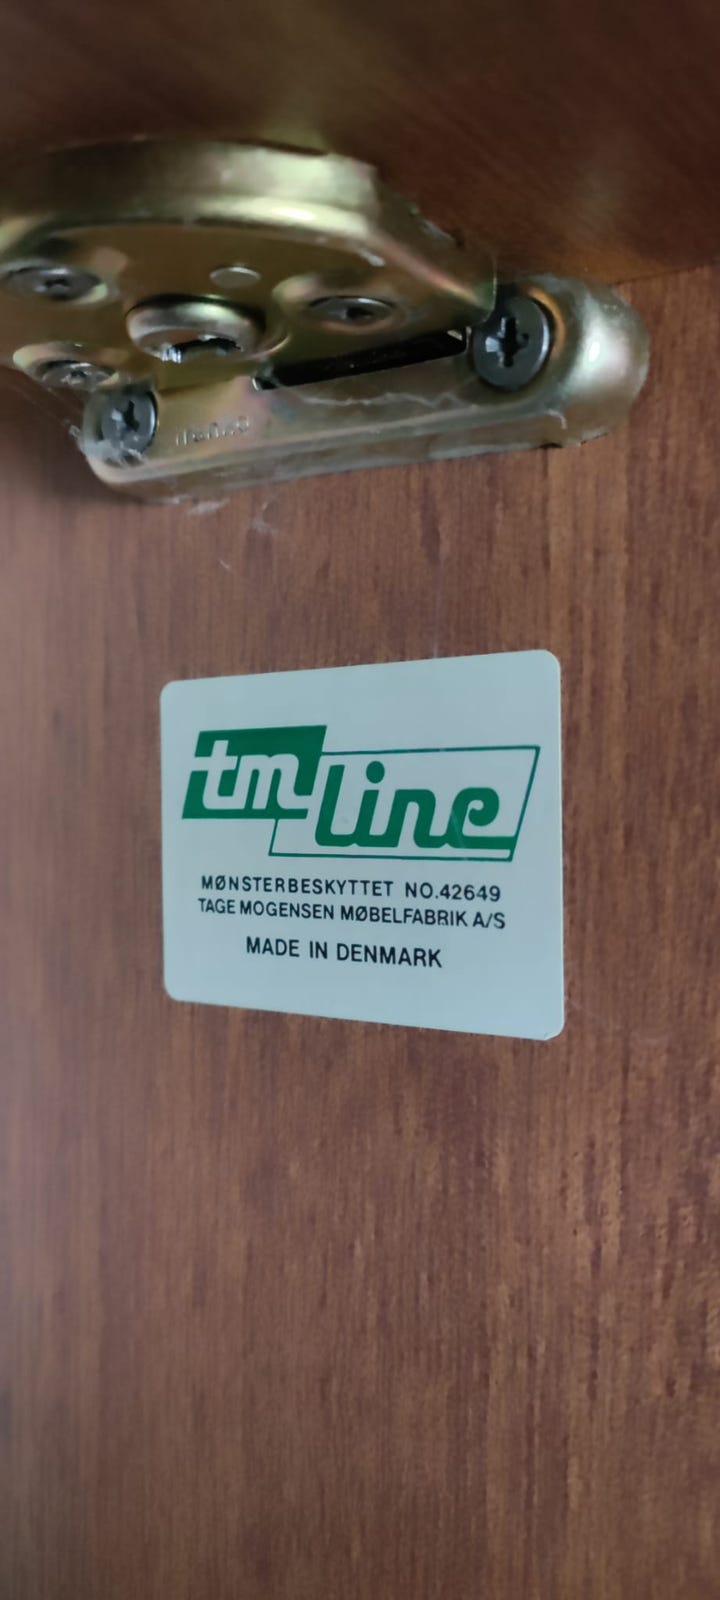 tm line
MØNSTERBESKYTTET NO.42649
TAGE MOGENSEN MØBELFABRIK A/S
MADE IN DENMARK